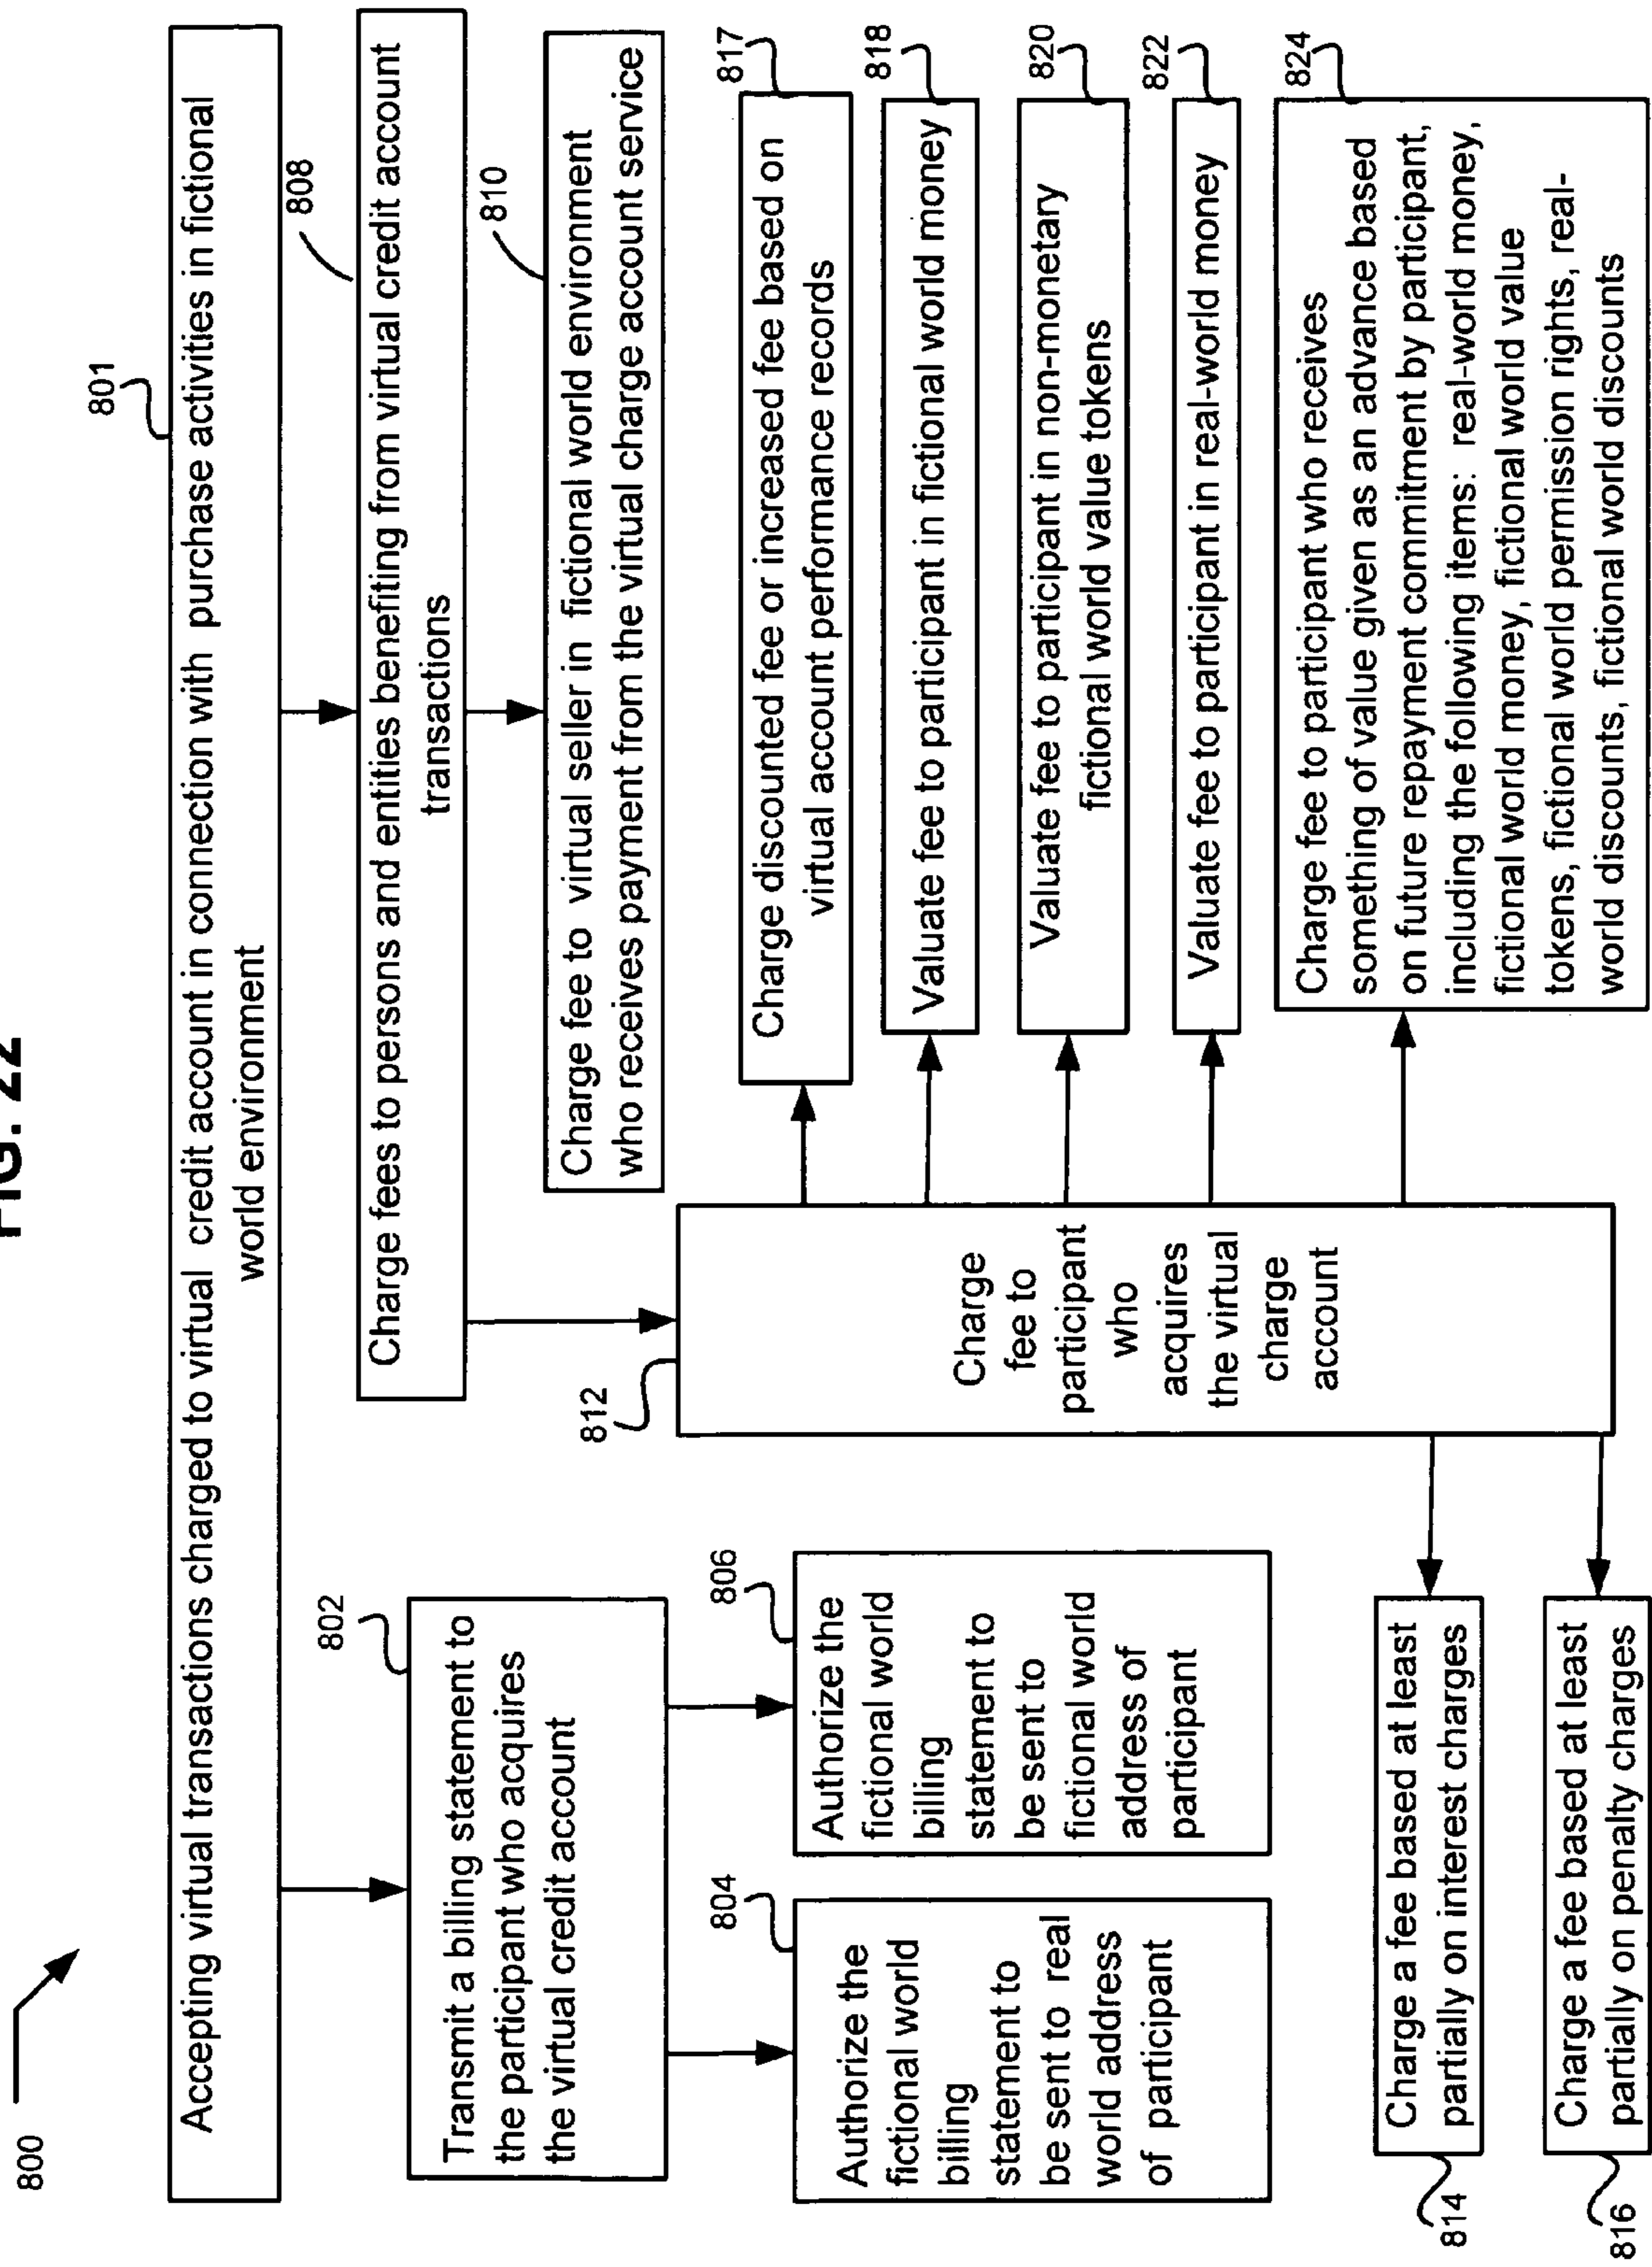 FIG. 22
800
801
Accepting virtual transactions charged to virtual credit account in connection with purchase activities in fictional
world environment
802
Transmit a billing statement to
the participant who acquires
the virtual credit account
804
Authorize the
fictional world
billing
statement to
be sent to real
world address
of participant
806
Authorize the
fictional world
billing
statement to
be sent to
fictional world
address of
participant
808
Charge fees to persons and entities benefiting from virtual credit account
transactions
810
Charge fee to virtual seller in fictional world environment
who receives payment from the virtual charge account service
812
Charge
fee to
participant
who
acquires
the virtual
charge
account
814
Charge a fee based at least
partially on interest charges
816
Charge a fee based at least
partially on penalty charges
817
Charge discounted fee or increased fee based on
virtual account performance records
818
Valuate fee to participant in fictional world money
820
Valuate fee to participant in non-monetary
fictional world value tokens
822
Valuate fee to participant in real-world money
824
Charge fee to participant who receives
something of value given as an advance based
on future repayment commitment by participant,
including the following items: real-world money,
fictional world money, fictional world value
tokens, fictional world permission rights, real-
world discounts, fictional world discounts